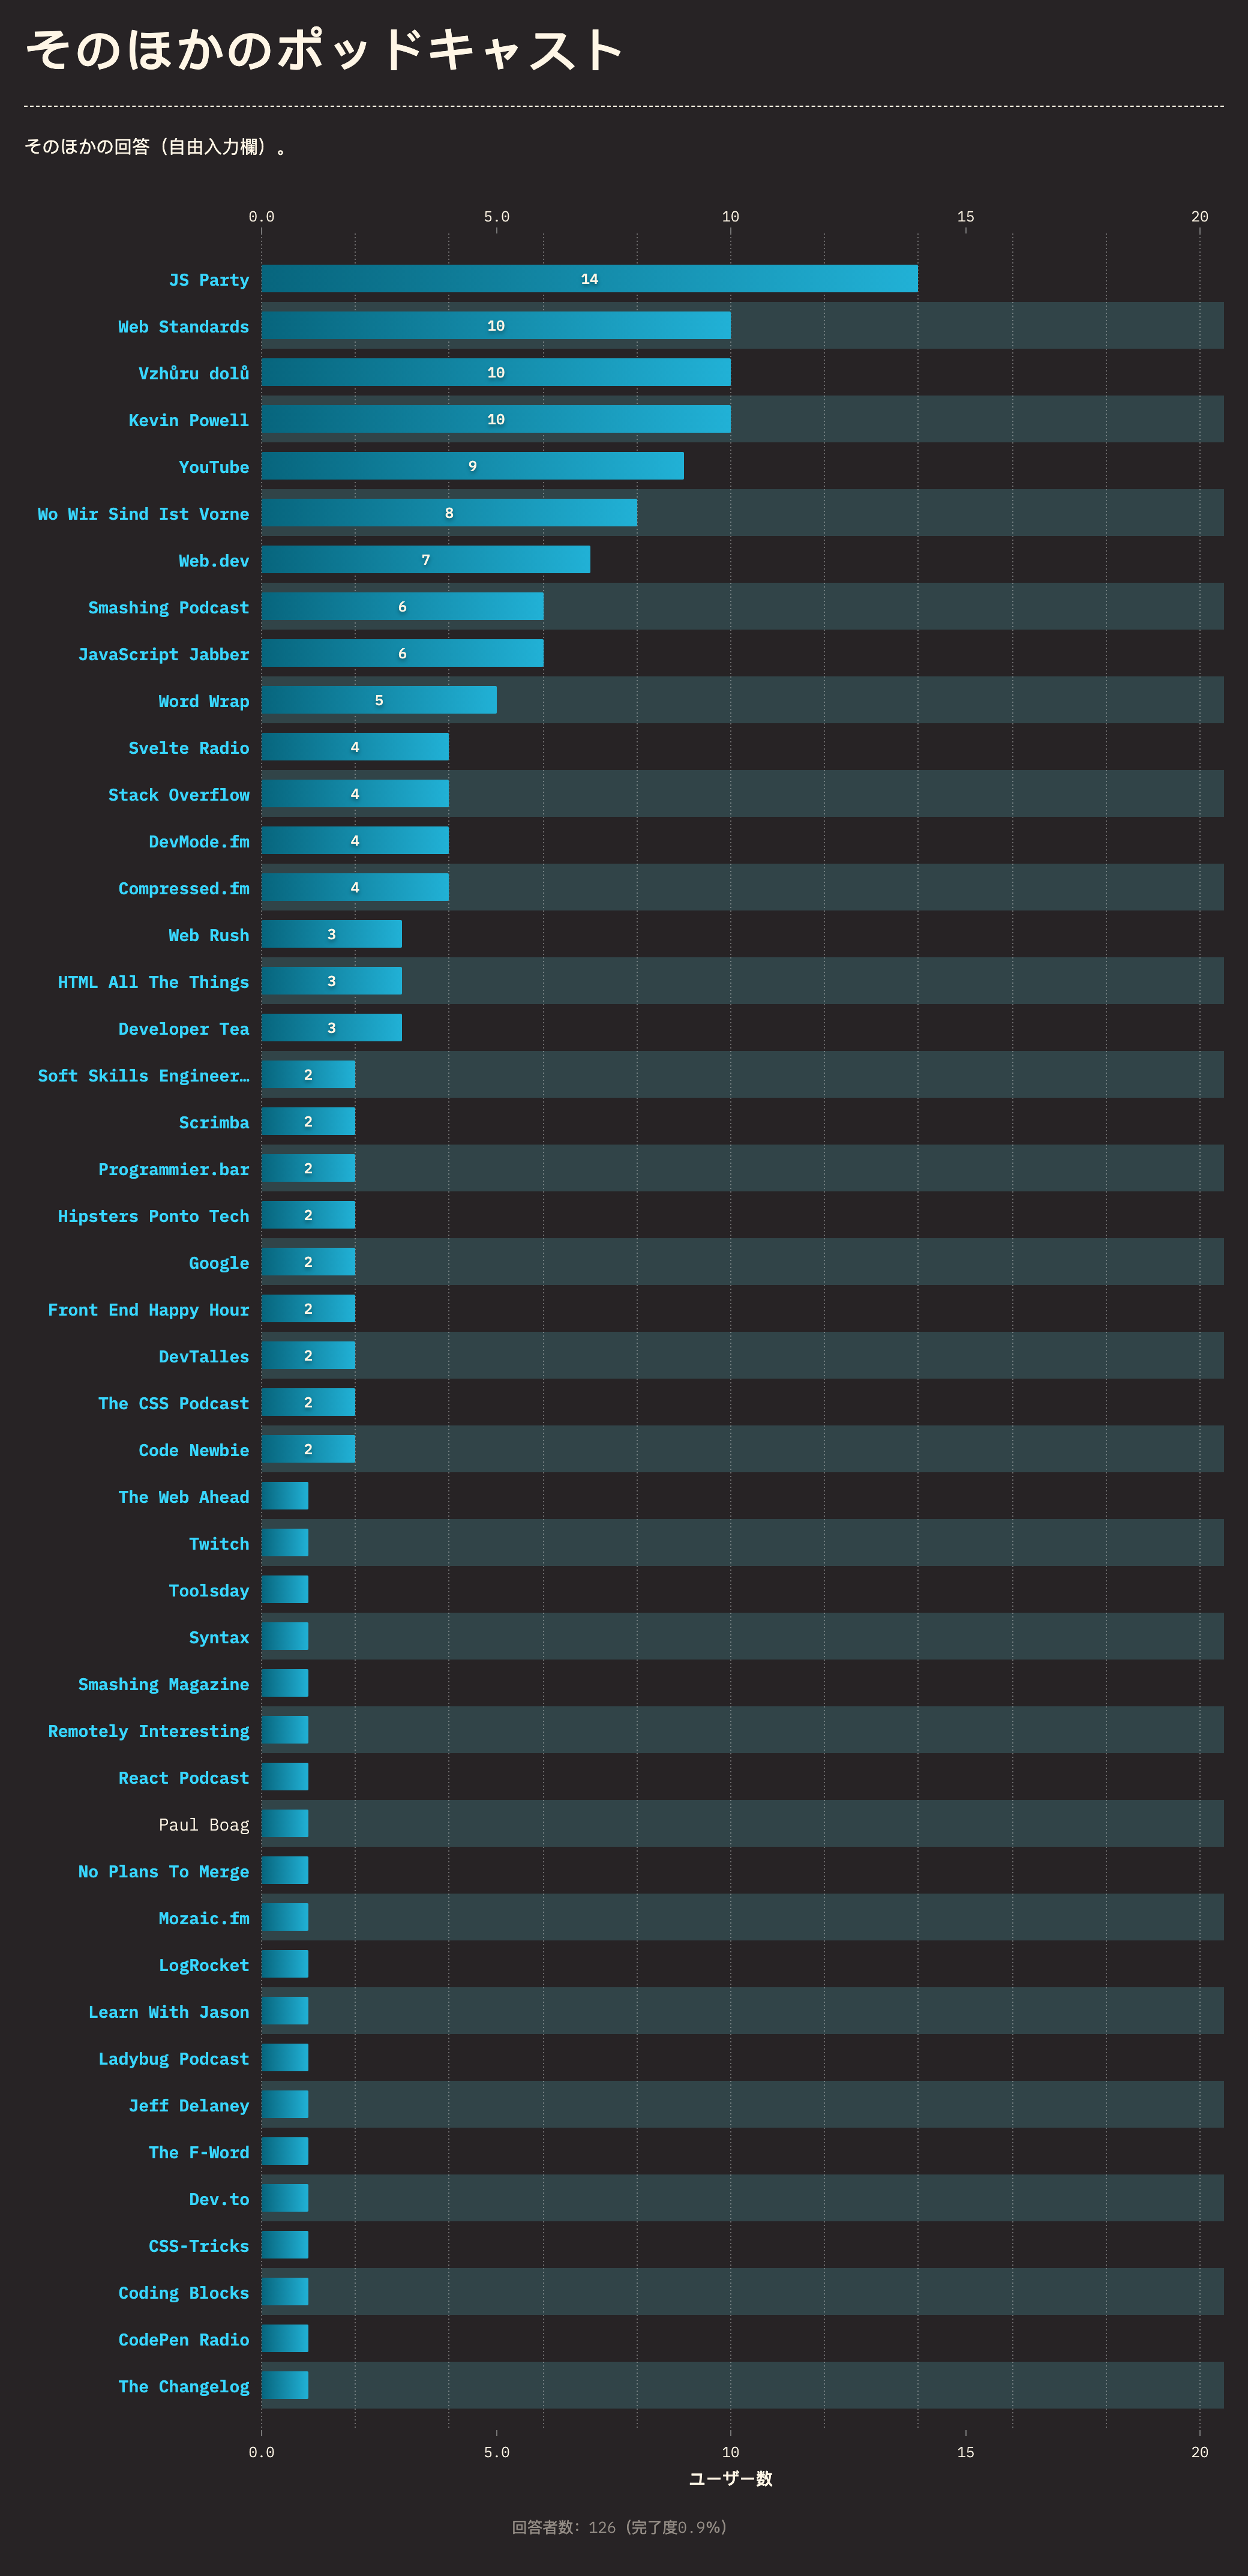 そのほかのポッドキャスト
そのほかの回答（自由入力欄）。
0.0 5.0 10 15 20
JS Party 14
Web Standards 10
Vzhůru dolů 10
Kevin Powell 10
YouTube 9
Wo Wir Sind Ist Vorne 8
Web.dev 7
Smashing Podcast 6
JavaScript Jabber 6
Word Wrap 5
Svelte Radio 4
Stack Overflow 4
DevMode.fm 4
Compressed.fm 4
Web Rush 3
HTML All The Things 3
Developer Tea 3
Soft Skills Engineer… 2
Scrimba 2
Programmier.bar 2
Hipsters Ponto Tech 2
Google 2
Front End Happy Hour 2
DevTalles 2
The CSS Podcast 2
Code Newbie 2
The Web Ahead
Twitch
Toolsday
Syntax
Smashing Magazine
Remotely Interesting
React Podcast
Paul Boag
No Plans To Merge
Mozaic.fm
LogRocket
Learn With Jason
Ladybug Podcast
Jeff Delaney
The F-Word
Dev.to
CSS-Tricks
Coding Blocks
CodePen Radio
The Changelog
0.0 5.0 10 15 20
ユーザー数
回答者数: 126 (完了度0.9%)